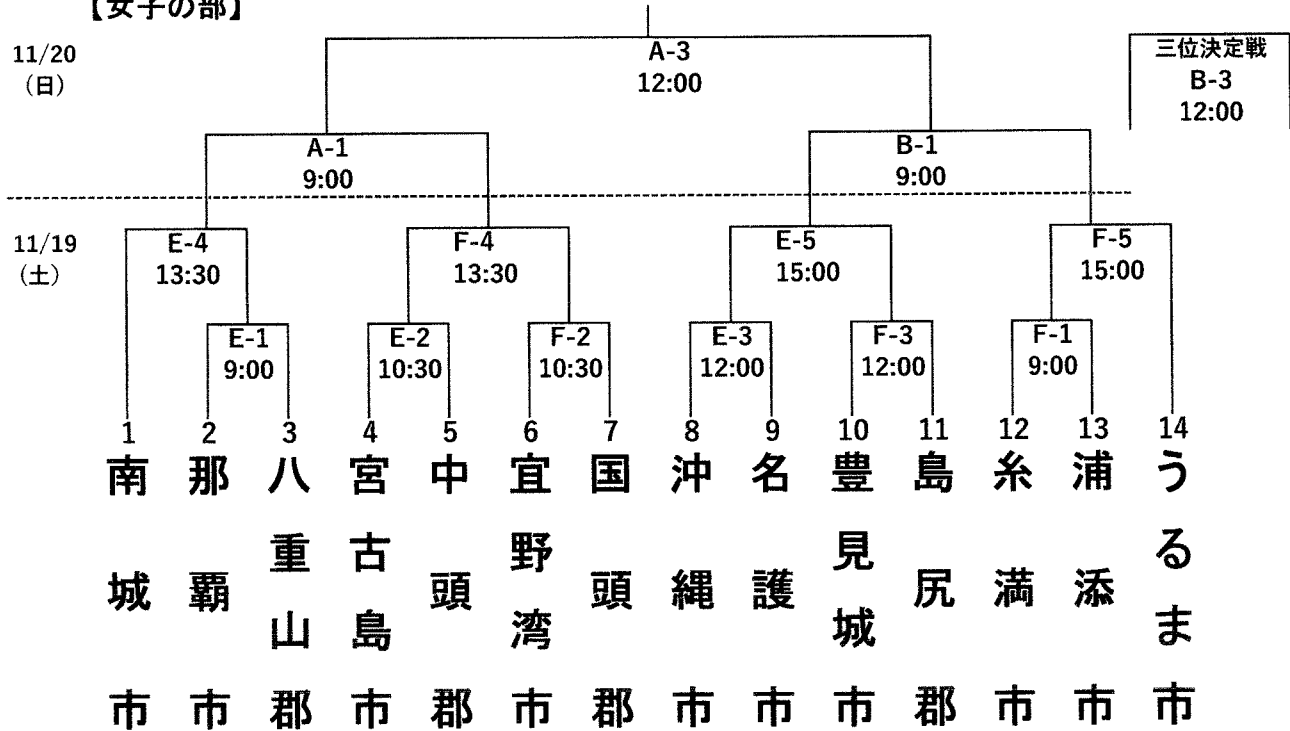 【女子の部】
11/20
（日）
A-3
12:00
三位決定戦
B-3
12:00
A-1
9:00
B-1
9:00
11/19
（土）
E-4
13:30
F-4
13:30
E-5
15:00
F-5
15:00
E-1
9:00
E-2
10:30
F-2
10:30
E-3
12:00
F-3
12:00
F-1
9:00
1
南城市
2
那覇市
3
八重山郡
4
宮古島市
5
中頭郡
6
宜野湾市
7
国頭郡
8
沖縄市
9
名護市
10
豊見城市
11
島尻郡
12
糸満市
13
浦添市
14
うるま市